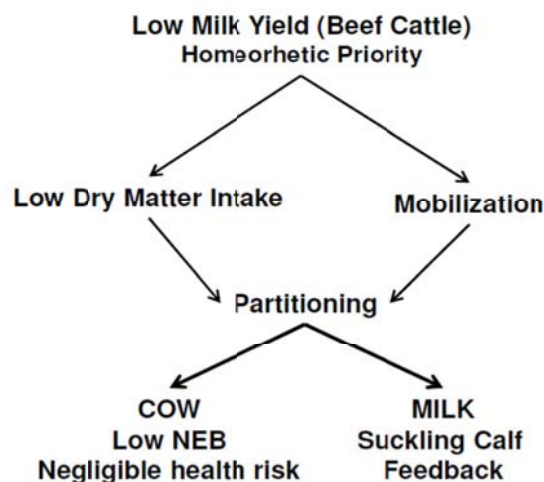 Low Milk Yield (Beef Cattle)
Homeorhetic Priority
Low Dry Matter Intake
Mobilization
Partitioning
COW
Low NEB
Negligible health risk
MILK
Suckling Calf
Feedback